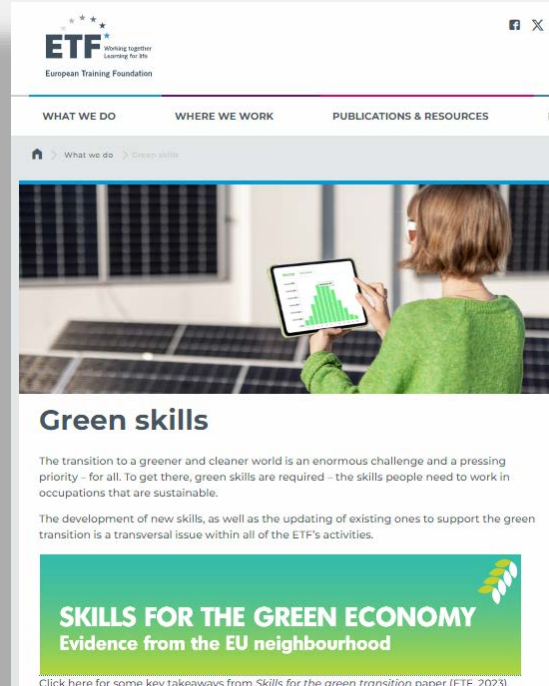 ETF
Working together
Learning for life
European Training Foundation
WHAT WE DO
WHERE WE WORK
PUBLICATIONS & RESOURCES
What we do > Green skills
Green skills
The transition to a greener and cleaner world is an enormous challenge and a pressing
priority – for all. To get there, green skills are required – the skills people need to work in
occupations that are sustainable.
The development of new skills, as well as the updating of existing ones to support the green
transition is a transversal issue within all of the ETF's activities.
SKILLS FOR THE GREEN ECONOMY
Evidence from the EU neighbourhood
Click here for some key takeaways from Skills for the green transition paper (ETF, 2023)